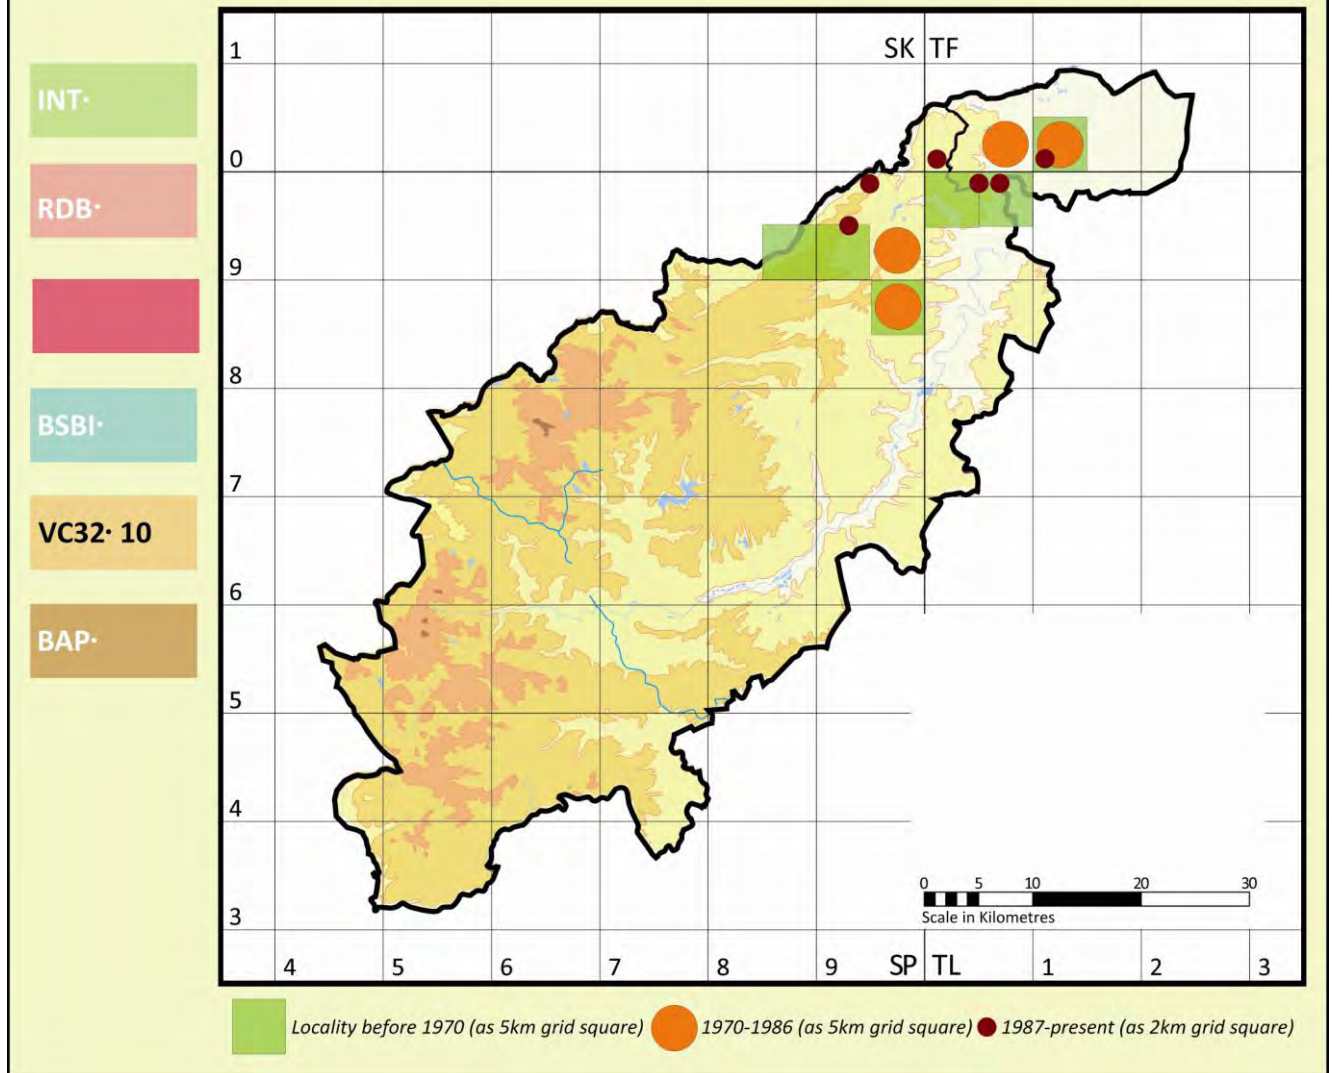 INT·
RDB·
BSBI·
VC32· 10
BAP·
SK TF
1
0
9
8
7
6
5
4
3
0 5 10 20 30
Scale in Kilometres
4 5 6 7 8 9 SP TL 1 2 3
Locality before 1970 (as 5km grid square) 1970-1986 (as 5km grid square) 1987-present (as 2km grid square)